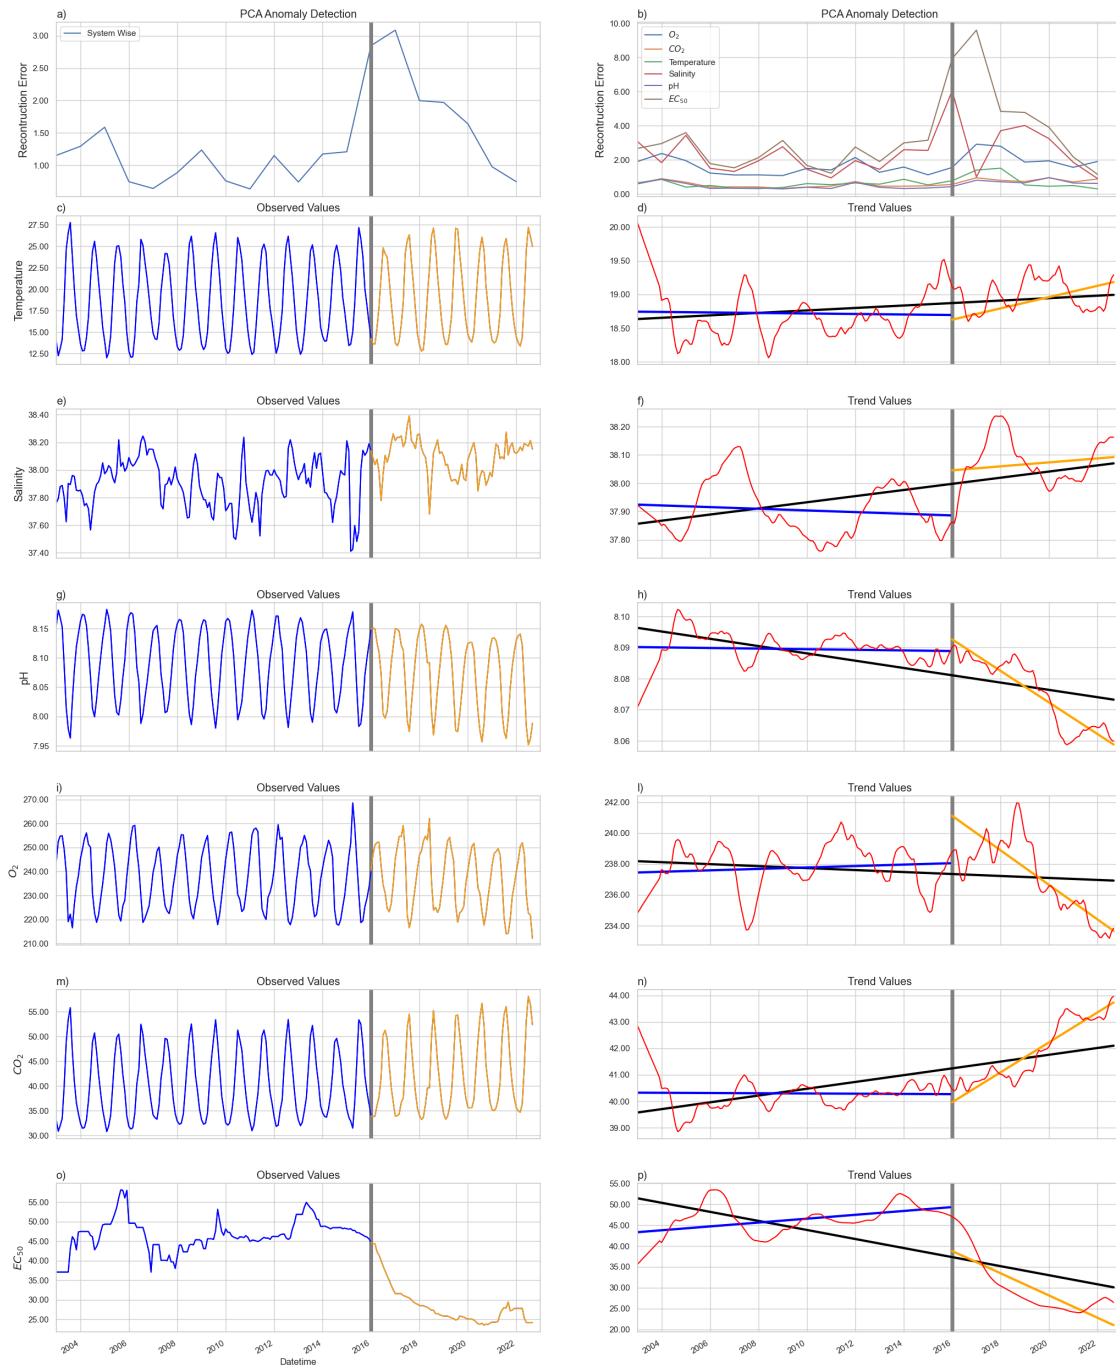 a)
PCA Anomaly Detection
System Wise
Recontruction Error
3.00
2.50
2.00
1.50
1.00
b)
PCA Anomaly Detection
O2
CO2
Temperature
Salinity
pH
EC50
Recontruction Error
10.00
8.00
6.00
4.00
2.00
0.00
c)
Observed Values
Temperature
27.50
25.00
22.50
20.00
17.50
15.00
12.50
d)
Trend Values
20.00
19.50
19.00
18.50
18.00
e)
Observed Values
Salinity
38.40
38.20
38.00
37.80
37.60
37.40
f)
Trend Values
38.20
38.10
38.00
37.90
37.80
g)
Observed Values
pH
8.15
8.10
8.05
8.00
7.95
h)
Trend Values
8.10
8.09
8.08
8.07
8.06
i)
Observed Values
O2
270.00
260.00
250.00
240.00
230.00
220.00
210.00
l)
Trend Values
242.00
240.00
238.00
237.00
234.00
m)
Observed Values
CO2
55.00
50.00
45.00
40.00
35.00
30.00
n)
Trend Values
44.00
43.00
42.00
41.00
40.00
39.00
o)
Observed Values
EC50
55.00
50.00
45.00
40.00
35.00
30.00
25.00
2004
2006
2008
2010
2012
2014
2016
2018
2020
2022
Datetime
p)
Trend Values
55.00
50.00
45.00
40.00
35.00
30.00
25.00
20.00
2004
2006
2008
2010
2012
2014
2016
2018
2020
2022